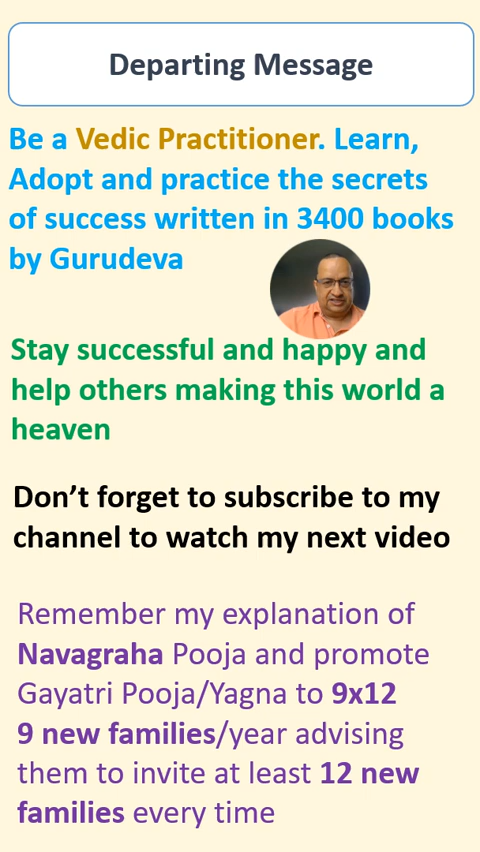 Departing Message
Be a Vedic Practitioner. Learn,
Adopt and practice the secrets
of success written in 3400 books
by Gurudeva
Stay successful and happy and
help others making this world a
heaven
Don’t forget to subscribe to my
channel to watch my next video
Remember my explanation of
Navagraha Pooja and promote
Gayatri Pooja/Yagna to 9x12
9 new families/year advising
them to invite at least 12 new
families every time